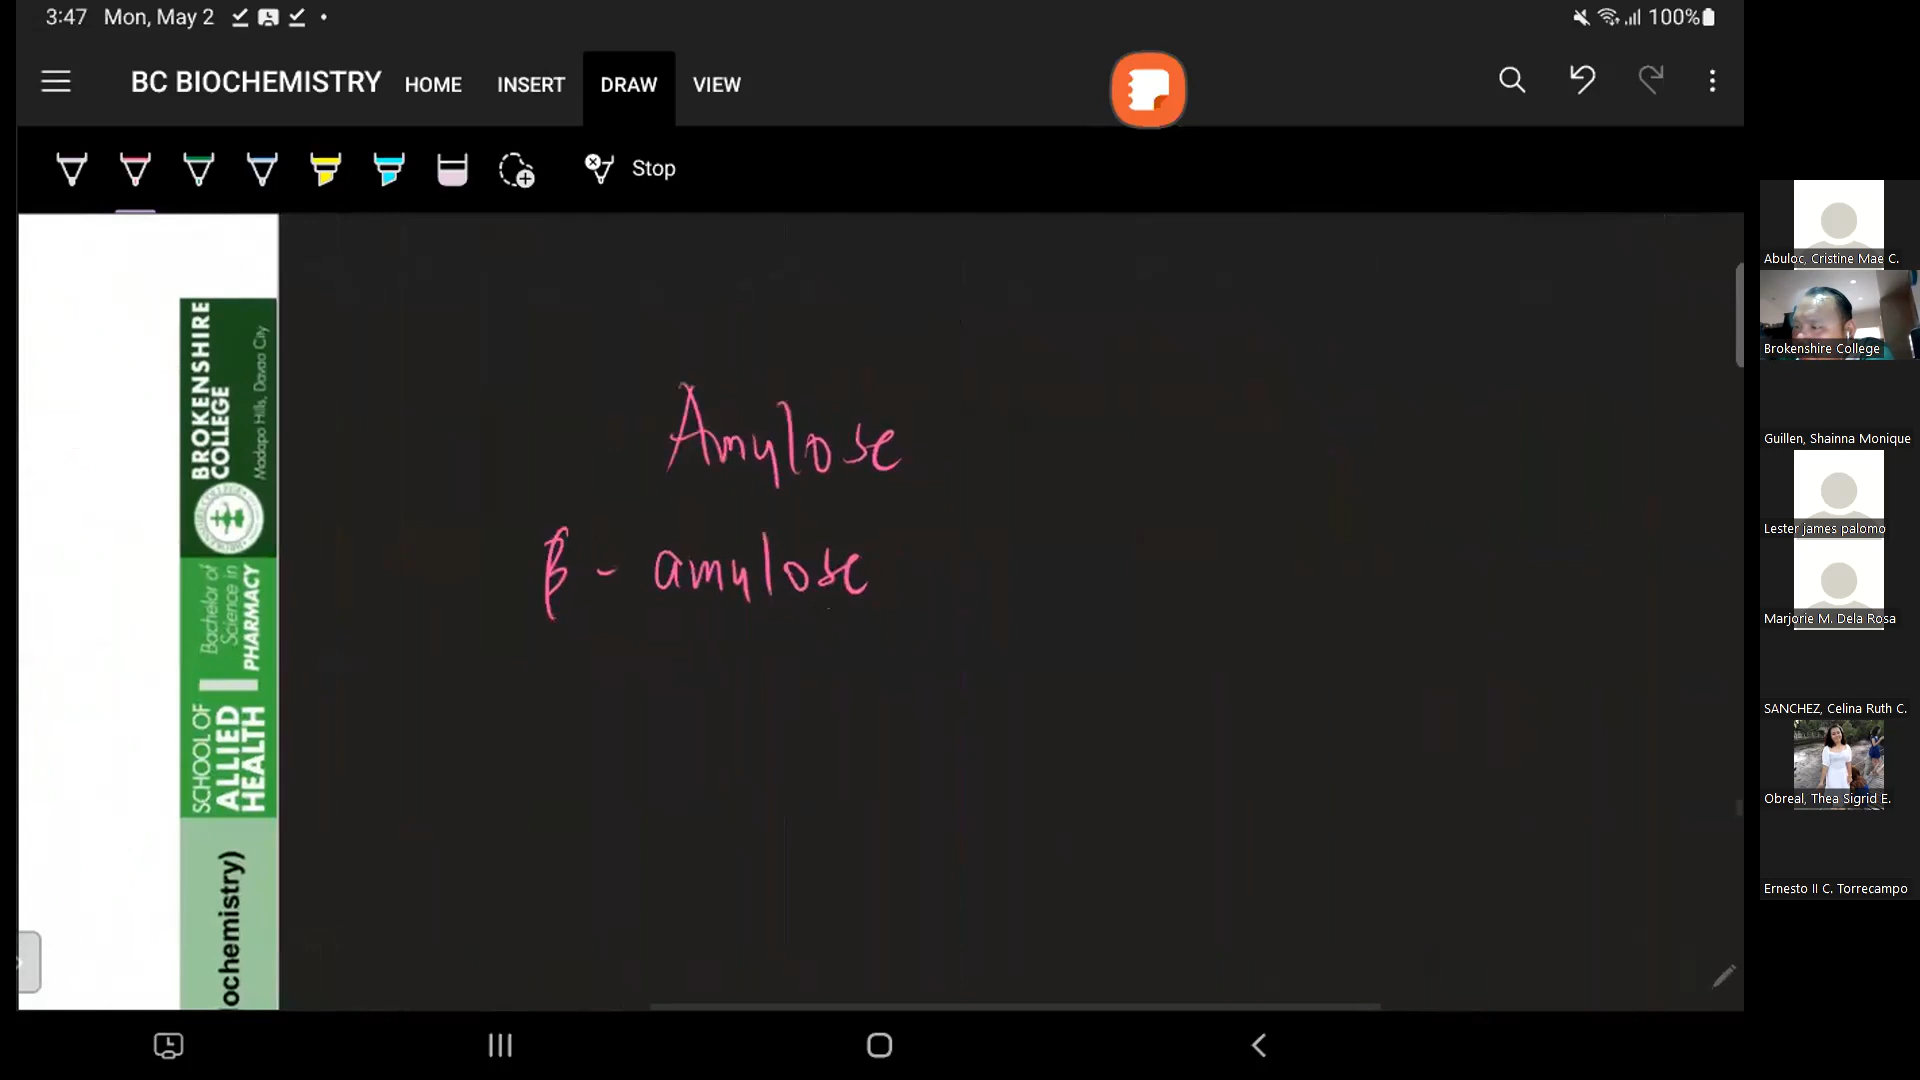 3:47 Mon, May 2
100%
BC BIOCHEMISTRY HOME INSERT DRAW VIEW
Stop
BROKENSHIRE
COLLEGE
Madapo Hills, Davao City
Bachelor of
Science in
PHARMACY
SCHOOL OF
ALLIED
HEALTH
ochemistry)
Amylose
β - amylose
Abuloc, Cristine Mae C.
Brokenshire College
Guillen, Shainna Monique
Lester james palomo
Marjorie M. Dela Rosa
SANCHEZ, Celina Ruth C.
Obreal, Thea Sigrid E.
Ernesto II C. Torrecampo